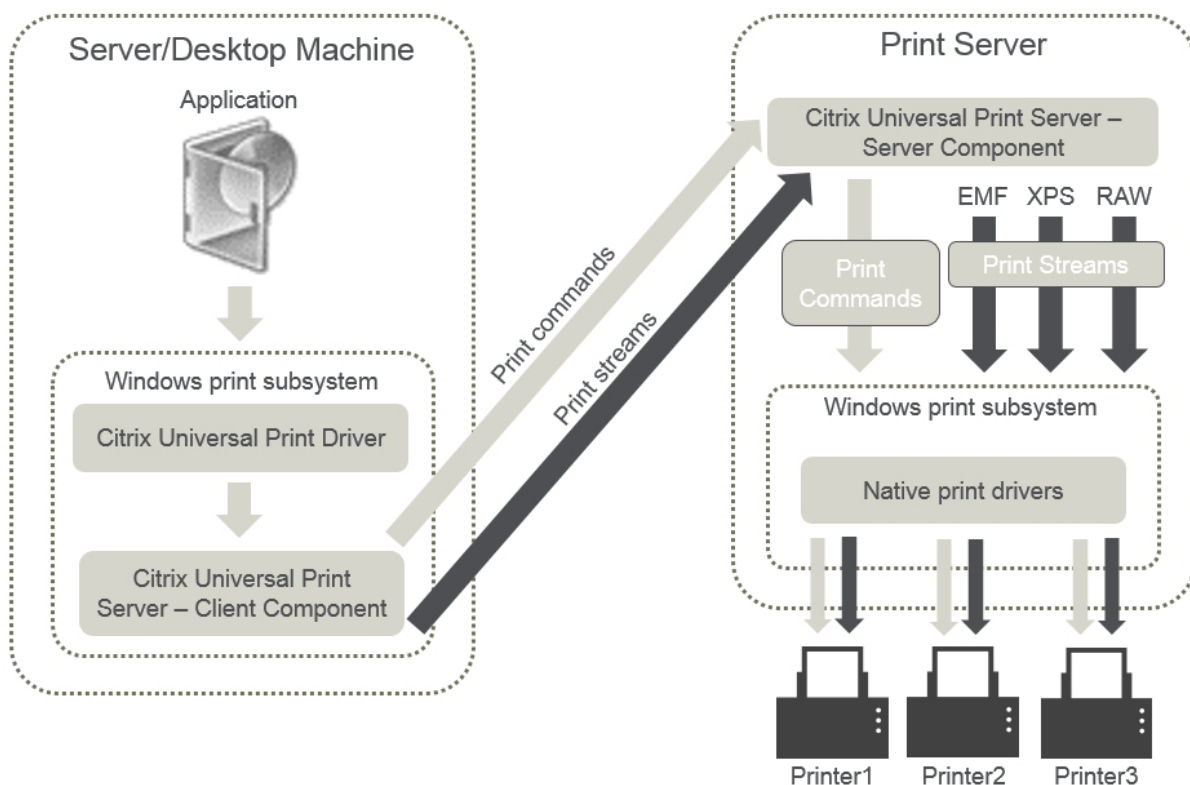 Server/Desktop Machine
Application
Windows print subsystem
Citrix Universal Print Driver
Citrix Universal Print
Server – Client Component
Print commands
Print streams
Print Server
Citrix Universal Print Server –
Server Component
EMF XPS RAW
Print
Commands
Print Streams
Windows print subsystem
Native print drivers
Printer1 Printer2 Printer3